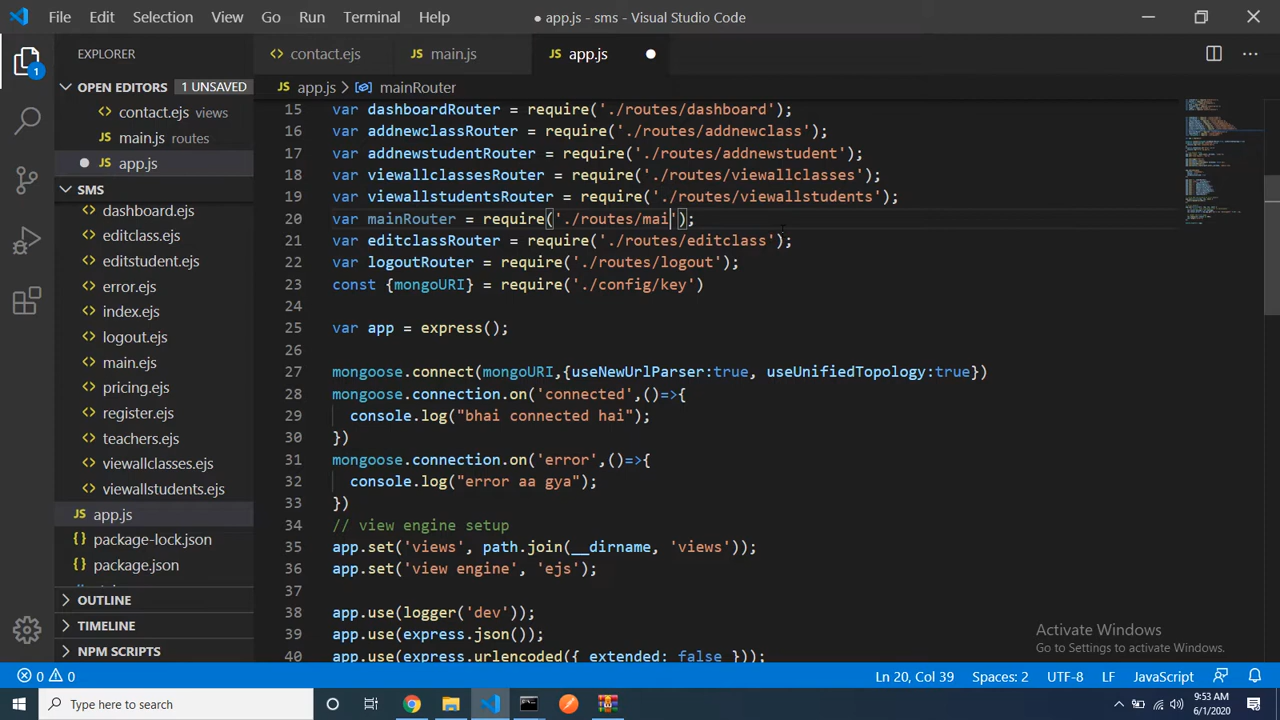 File Edit Selection View Go Run Terminal Help
● app.js - sms - Visual Studio Code
EXPLORER
1
OPEN EDITORS 1 UNSAVED
<> contact.ejs views
JS main.js routes
● JS app.js
SMS
<> dashboard.ejs
<> editclass.ejs
<> editstudent.ejs
<> error.ejs
<> index.ejs
<> logout.ejs
<> main.ejs
<> pricing.ejs
<> register.ejs
<> teachers.ejs
<> viewallclasses.ejs
<> viewallstudents.ejs
JS app.js
{} package-lock.json
{} package.json
OUTLINE
TIMELINE
NPM SCRIPTS
<> contact.ejs JS main.js JS app.js ●
JS app.js > mainRouter
15 var dashboardRouter = require('./routes/dashboard');
16 var addnewclassRouter = require('./routes/addnewclass');
17 var addnewstudentRouter = require('./routes/addnewstudent');
18 var viewallclassesRouter = require('./routes/viewallclasses');
19 var viewallstudentsRouter = require('./routes/viewallstudents');
20 var mainRouter = require('./routes/mai');
21 var editclassRouter = require('./routes/editclass');
22 var logoutRouter = require('./routes/logout');
23 const {mongoURI} = require('./config/key')
24
25 var app = express();
26
27 mongoose.connect(mongoURI,{useNewUrlParser:true, useUnifiedTopology:true})
28 mongoose.connection.on('connected',()=>{
29 console.log("bhai connected hai");
30 })
31 mongoose.connection.on('error',()=>{
32 console.log("error aa gya");
33 })
34 // view engine setup
35 app.set('views', path.join(__dirname, 'views'));
36 app.set('view engine', 'ejs');
37
38 app.use(logger('dev'));
39 app.use(express.json());
40 app.use(express.urlencoded({ extended: false }));
Activate Windows
Go to Settings to activate Windows.
0 0
Ln 20, Col 39 Spaces: 2 UTF-8 LF JavaScript
Type here to search
9:53 AM
6/1/2020